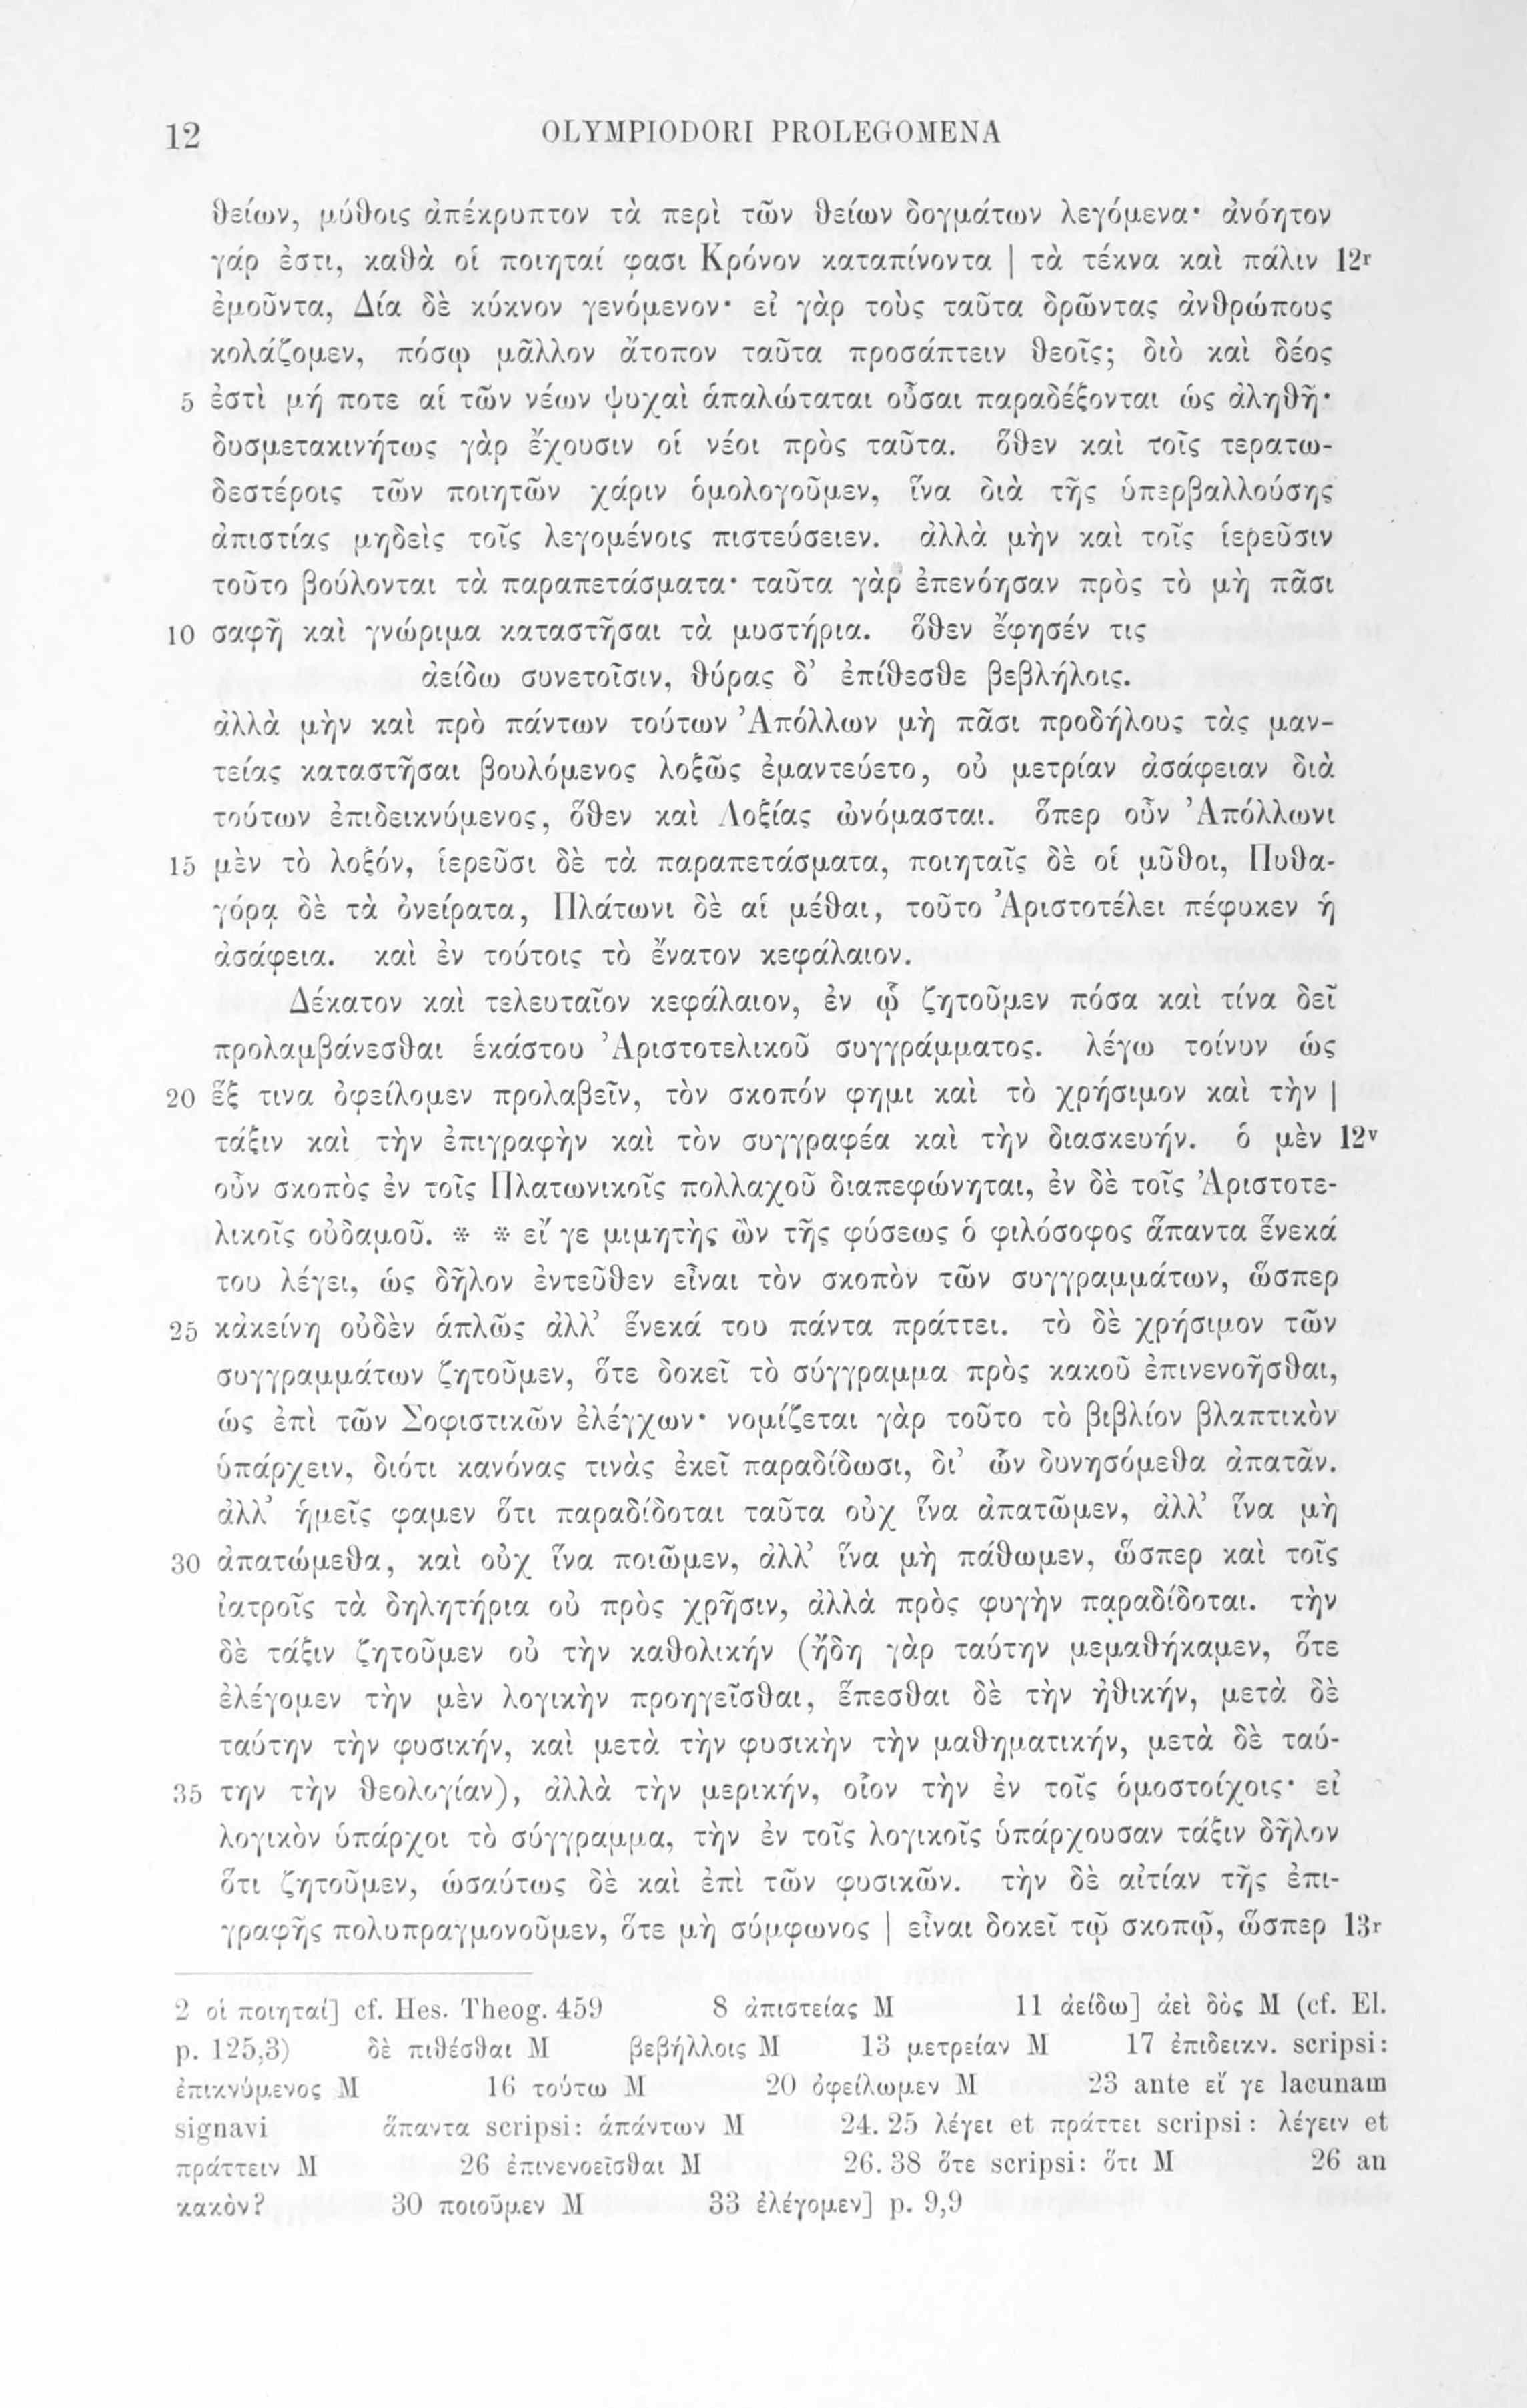 12 OLYMPIODORI PROLEGOMENA
θείων, μύθοις ἀπέκρυπτον τὰ περὶ τῶν θείων δογμάτων λεγόμενα· ἀνόητον
γάρ ἐστι, καθὰ οἱ ποιηταί φασι Κρόνον καταπίνοντα | τὰ τέκνα καὶ πάλιν 12r
ἐμοῦντα, Δία δὲ κύκνον γενόμενον· εἰ γὰρ τοὺς ταῦτα δρῶντας ἀνθρώπους
κολάζομεν, πόσῳ μᾶλλον ἄτοπον ταῦτα προσάπτειν θεοῖς; διὸ καὶ δέος
5 ἐστὶ μή ποτε αἱ τῶν νέων ψυχαὶ ἁπαλώταται οὖσαι παραδέξονται ὡς ἀληθῆ·
δυσμετακινήτως γὰρ ἔχουσιν οἱ νέοι πρὸς ταῦτα. ὅθεν καὶ τοῖς τερατω-
δεστέροις τῶν ποιητῶν χάριν ὁμολογοῦμεν, ἵνα διὰ τῆς ὑπερβαλλούσης
ἀπιστίας μηδεὶς τοῖς λεγομένοις πιστεύσειεν. ἀλλὰ μὴν καὶ τοῖς ἱερεῦσιν
τοῦτο βούλονται τὰ παραπετάσματα· ταῦτα γὰρ ἐπενόησαν πρὸς τὸ μὴ πᾶσι
10 σαφῆ καὶ γνώριμα καταστῆσαι τὰ μυστήρια. ὅθεν ἔφησέν τις
ἀείδω συνετοῖσιν, θύρας δ’ ἐπίθεσθε βεβλήλοις.
ἀλλὰ μὴν καὶ πρὸ πάντων τούτων Ἀπόλλων μὴ πᾶσι προδήλους τὰς μαν-
τείας καταστῆσαι βουλόμενος λοξῶς ἐμαντεύετο, οὐ μετρίαν ἀσάφειαν διὰ
τούτων ἐπιδεικνύμενος, ὅθεν καὶ Λοξίας ὠνόμασται. ὅπερ οὖν Ἀπόλλωνι
15 μὲν τὸ λοξόν, ἱερεῦσι δὲ τὰ παραπετάσματα, ποιηταῖς δὲ οἱ μῦθοι, Πυθα-
γόρᾳ δὲ τὰ ὀνείρατα, Πλάτωνι δὲ αἱ μέθαι, τοῦτο Ἀριστοτέλει πέφυκεν ἡ
ἀσάφεια. καὶ ἐν τούτοις τὸ ἔνατον κεφάλαιον.
Δέκατον καὶ τελευταῖον κεφάλαιον, ἐν ᾧ ζητοῦμεν πόσα καὶ τίνα δεῖ
προλαμβάνεσθαι ἑκάστου Ἀριστοτελικοῦ συγγράμματος. λέγω τοίνυν ὡς
20 ἕξ τινα ὀφείλομεν προλαβεῖν, τὸν σκοπόν φημι καὶ τὸ χρήσιμον καὶ τὴν |
τάξιν καὶ τὴν ἐπιγραφὴν καὶ τὸν συγγραφέα καὶ τὴν διασκευήν. ὁ μὲν 12v
οὖν σκοπὸς ἐν τοῖς Πλατωνικοῖς πολλαχοῦ διαπεφώνηται, ἐν δὲ τοῖς Ἀριστοτε-
λικοῖς οὐδαμοῦ. * * εἴ γε μιμητὴς ὢν τῆς φύσεως ὁ φιλόσοφος ἅπαντα ἕνεκά
του λέγει, ὡς δῆλον ἐντεῦθεν εἶναι τὸν σκοπὸν τῶν συγγραμμάτων, ὥσπερ
25 κἀκείνη οὐδὲν ἁπλῶς ἀλλ’ ἕνεκά του πάντα πράττει. τὸ δὲ χρήσιμον τῶν
συγγραμμάτων ζητοῦμεν, ὅτε δοκεῖ τὸ σύγγραμμα πρὸς κακοῦ ἐπινενοῆσθαι,
ὡς ἐπὶ τῶν Σοφιστικῶν ἐλέγχων· νομίζεται γὰρ τοῦτο τὸ βιβλίον βλαπτικὸν
ὑπάρχειν, διότι κανόνας τινὰς ἐκεῖ παραδίδωσι, δι’ ὧν δυνησόμεθα ἀπατᾶν.
ἀλλ’ ἡμεῖς φαμεν ὅτι παραδίδοται ταῦτα οὐχ ἵνα ἀπατῶμεν, ἀλλ’ ἵνα μὴ
30 ἀπατώμεθα, καὶ οὐχ ἵνα ποιῶμεν, ἀλλ’ ἵνα μὴ πάθωμεν, ὥσπερ καὶ τοῖς
ἰατροῖς τὰ δηλητήρια οὐ πρὸς χρῆσιν, ἀλλὰ πρὸς φυγὴν παραδίδοται. τὴν
δὲ τάξιν ζητοῦμεν οὐ τὴν καθολικήν (ἤδη γὰρ ταύτην μεμαθήκαμεν, ὅτε
ἐλέγομεν τὴν μὲν λογικὴν προηγεῖσθαι, ἕπεσθαι δὲ τὴν ἠθικήν, μετὰ δὲ
ταύτην τὴν φυσικήν, καὶ μετὰ τὴν φυσικὴν τὴν μαθηματικήν, μετὰ δὲ ταύ-
35 την τὴν θεολογίαν), ἀλλὰ τὴν μερικήν, οἷον τὴν ἐν τοῖς ὁμοστοίχοις· εἰ
λογικὸν ὑπάρχοι τὸ σύγγραμμα, τὴν ἐν τοῖς λογικοῖς ὑπάρχουσαν τάξιν δῆλον
ὅτι ζητοῦμεν, ὡσαύτως δὲ καὶ ἐπὶ τῶν φυσικῶν. τὴν δὲ αἰτίαν τῆς ἐπι-
γραφῆς πολυπραγμονοῦμεν, ὅτε μὴ σύμφωνος | εἶναι δοκεῖ τῷ σκοπῷ, ὥσπερ 13r
2 οἱ ποιηταί] cf. Hes. Theog. 459 8 ἀπιστείας M 11 ἀείδω] ἀεὶ δὸς M (cf. El.
p. 125,3) δὲ πιθέσθαι M βεβήλλοις M 13 μετρείαν M 17 ἐπιδεικν. scripsi:
ἐπικνύμενος M 16 τούτω M 20 ὀφείλωμεν M 23 ante εἴ γε lacunam
signavi ἅπαντα scripsi: ἁπάντων M 24. 25 λέγει et πράττει scripsi: λέγειν et
πράττειν M 26 ἐπινενοεῖσθαι M 26. 38 ὅτε scripsi: ὅτι M 26 an
κακὸν? 30 ποιοῦμεν M 33 ἐλέγομεν] p. 9,9